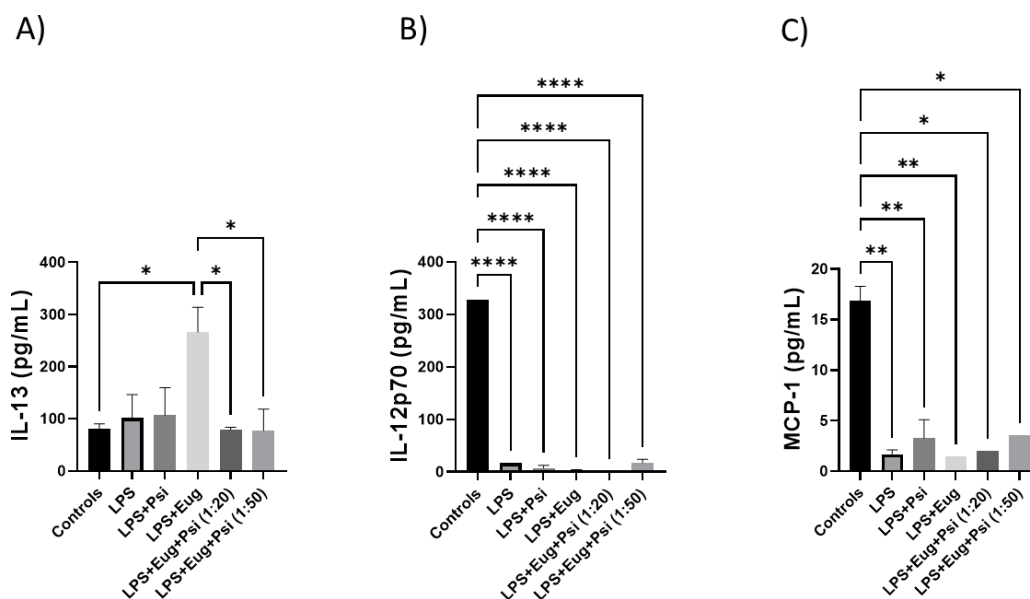 A)
IL-13 (pg/mL)
400
300
200
100
0
*
*
*
Controls
LPS
LPS+Psi
LPS+Eug
LPS+Eug+Psi (1:20)
LPS+Eug+Psi (1:50)
B)
IL-12p70 (pg/mL)
400
300
200
100
0
****
****
****
****
****
Controls
LPS
LPS+Psi
LPS+Eug
LPS+Eug+Psi (1:20)
LPS+Eug+Psi (1:50)
C)
MCP-1 (pg/mL)
20
15
10
5
0
*
*
**
**
**
Control
LPS
LPS+Psi
LPS+Eug
LPS+Eug+Psi (1:20)
LPS+Eug+Psi (1:50)